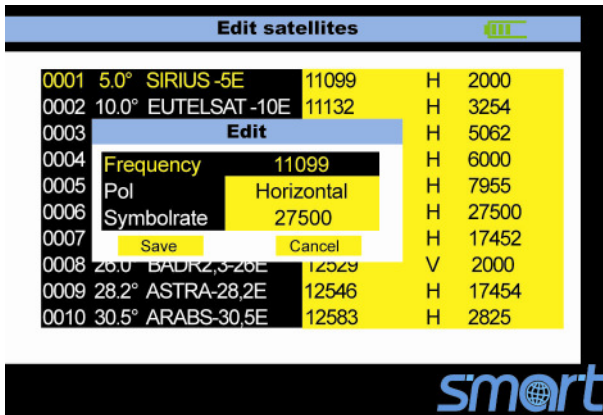 Edit satellites
0001 5.0° SIRIUS -5E 11099 H 2000
0002 10.0° EUTELSAT -10E 11132 H 3254
0003 H 5062
Edit
0004 H 6000
Frequency 11099
0005 H 7955
Pol Horizontal
0006 H 27500
Symbolrate 27500
0007 H 17452
Save Cancel
0008 26.0° BADR2,3-26E 12529 V 2000
0009 28.2° ASTRA-28,2E 12546 H 17454
0010 30.5° ARABS-30,5E 12583 H 2825
smart